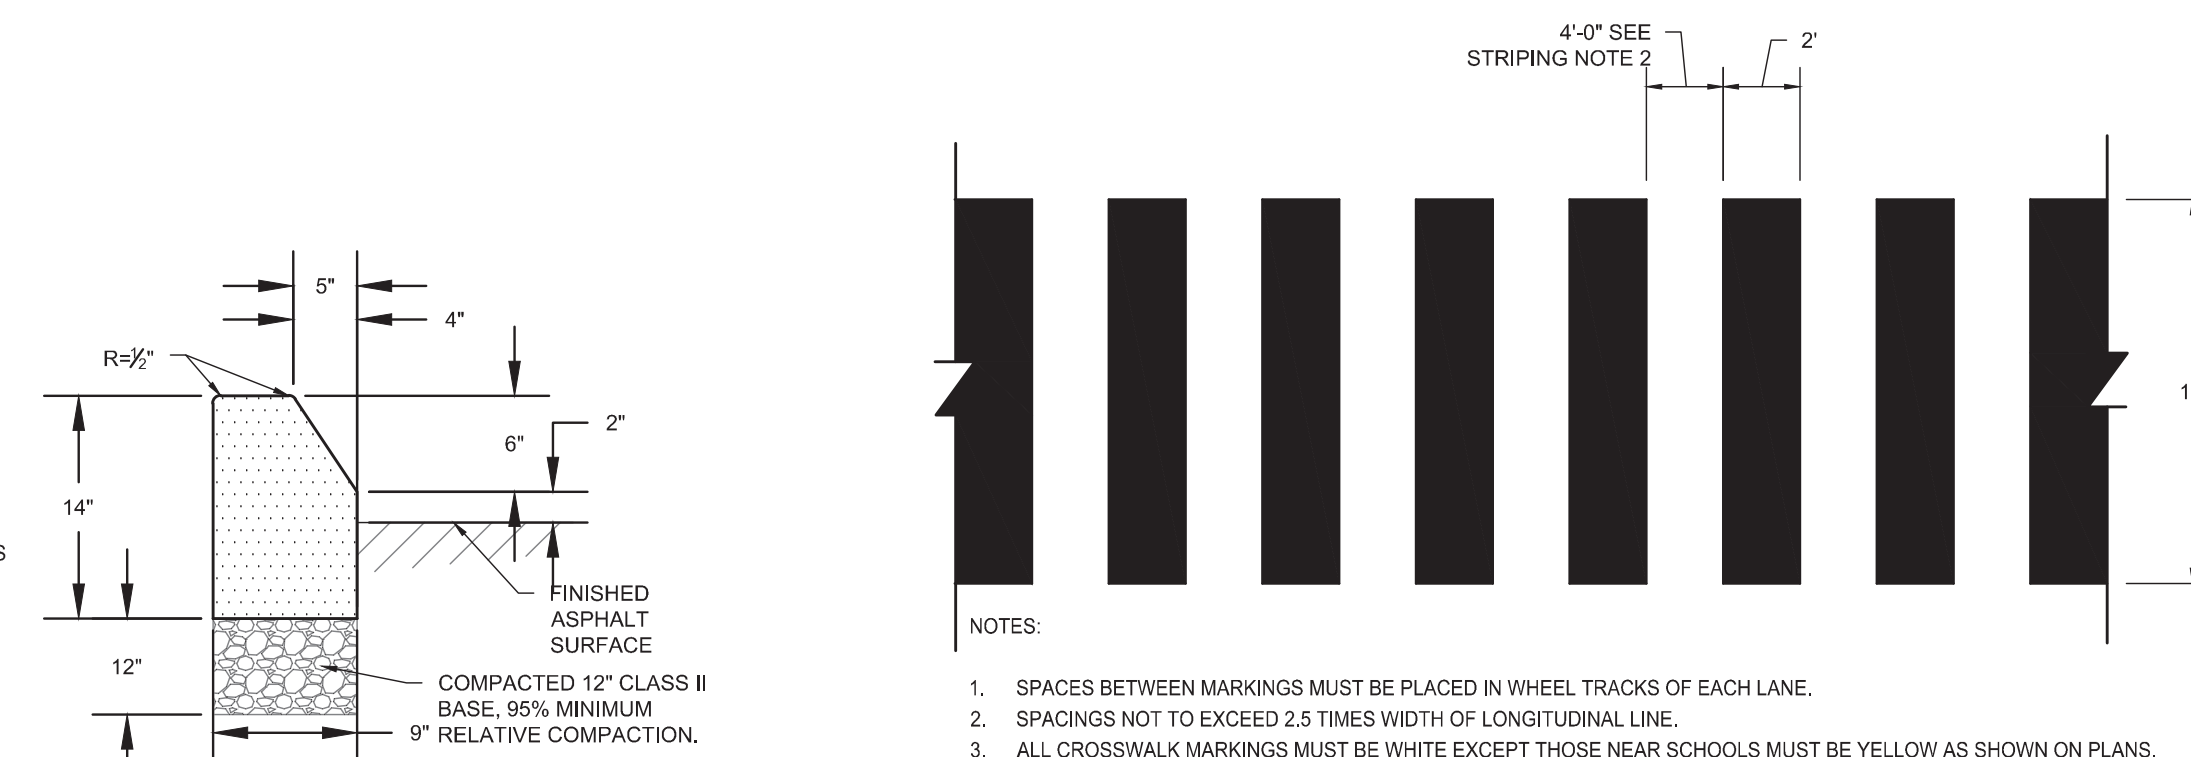 5"
4"
R=½"
6"
2"
14"
S
FINISHED
ASPHALT
SURFACE
12"
COMPACTED 12" CLASS II
BASE, 95% MINIMUM
RELATIVE COMPACTION.
9"
4'-0" SEE
STRIPING NOTE 2
2'
1
NOTES:
1. SPACES BETWEEN MARKINGS MUST BE PLACED IN WHEEL TRACKS OF EACH LANE.
2. SPACINGS NOT TO EXCEED 2.5 TIMES WIDTH OF LONGITUDINAL LINE.
3. ALL CROSSWALK MARKINGS MUST BE WHITE EXCEPT THOSE NEAR SCHOOLS MUST BE YELLOW AS SHOWN ON PLANS.